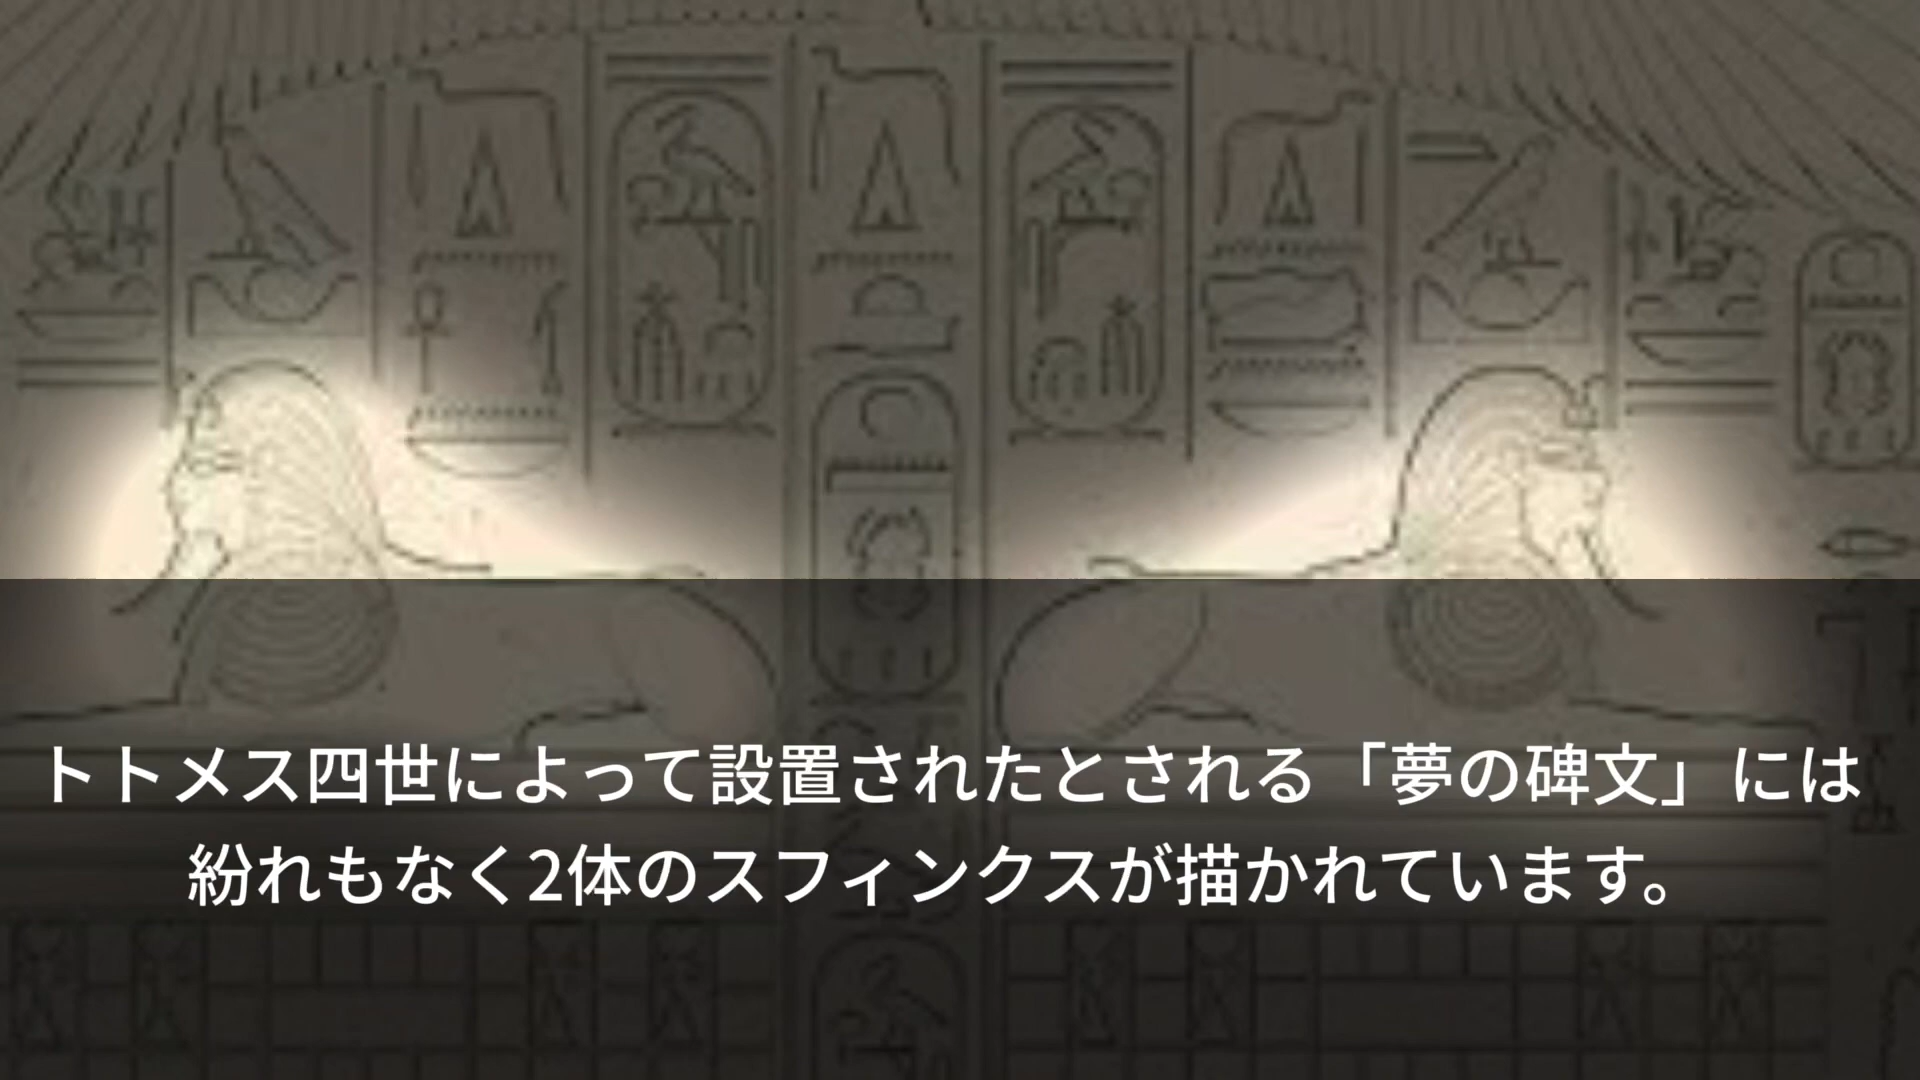 トトメス四世によって設置されたとされる「夢の碑文」には
紛れもなく2体のスフィンクスが描かれています。